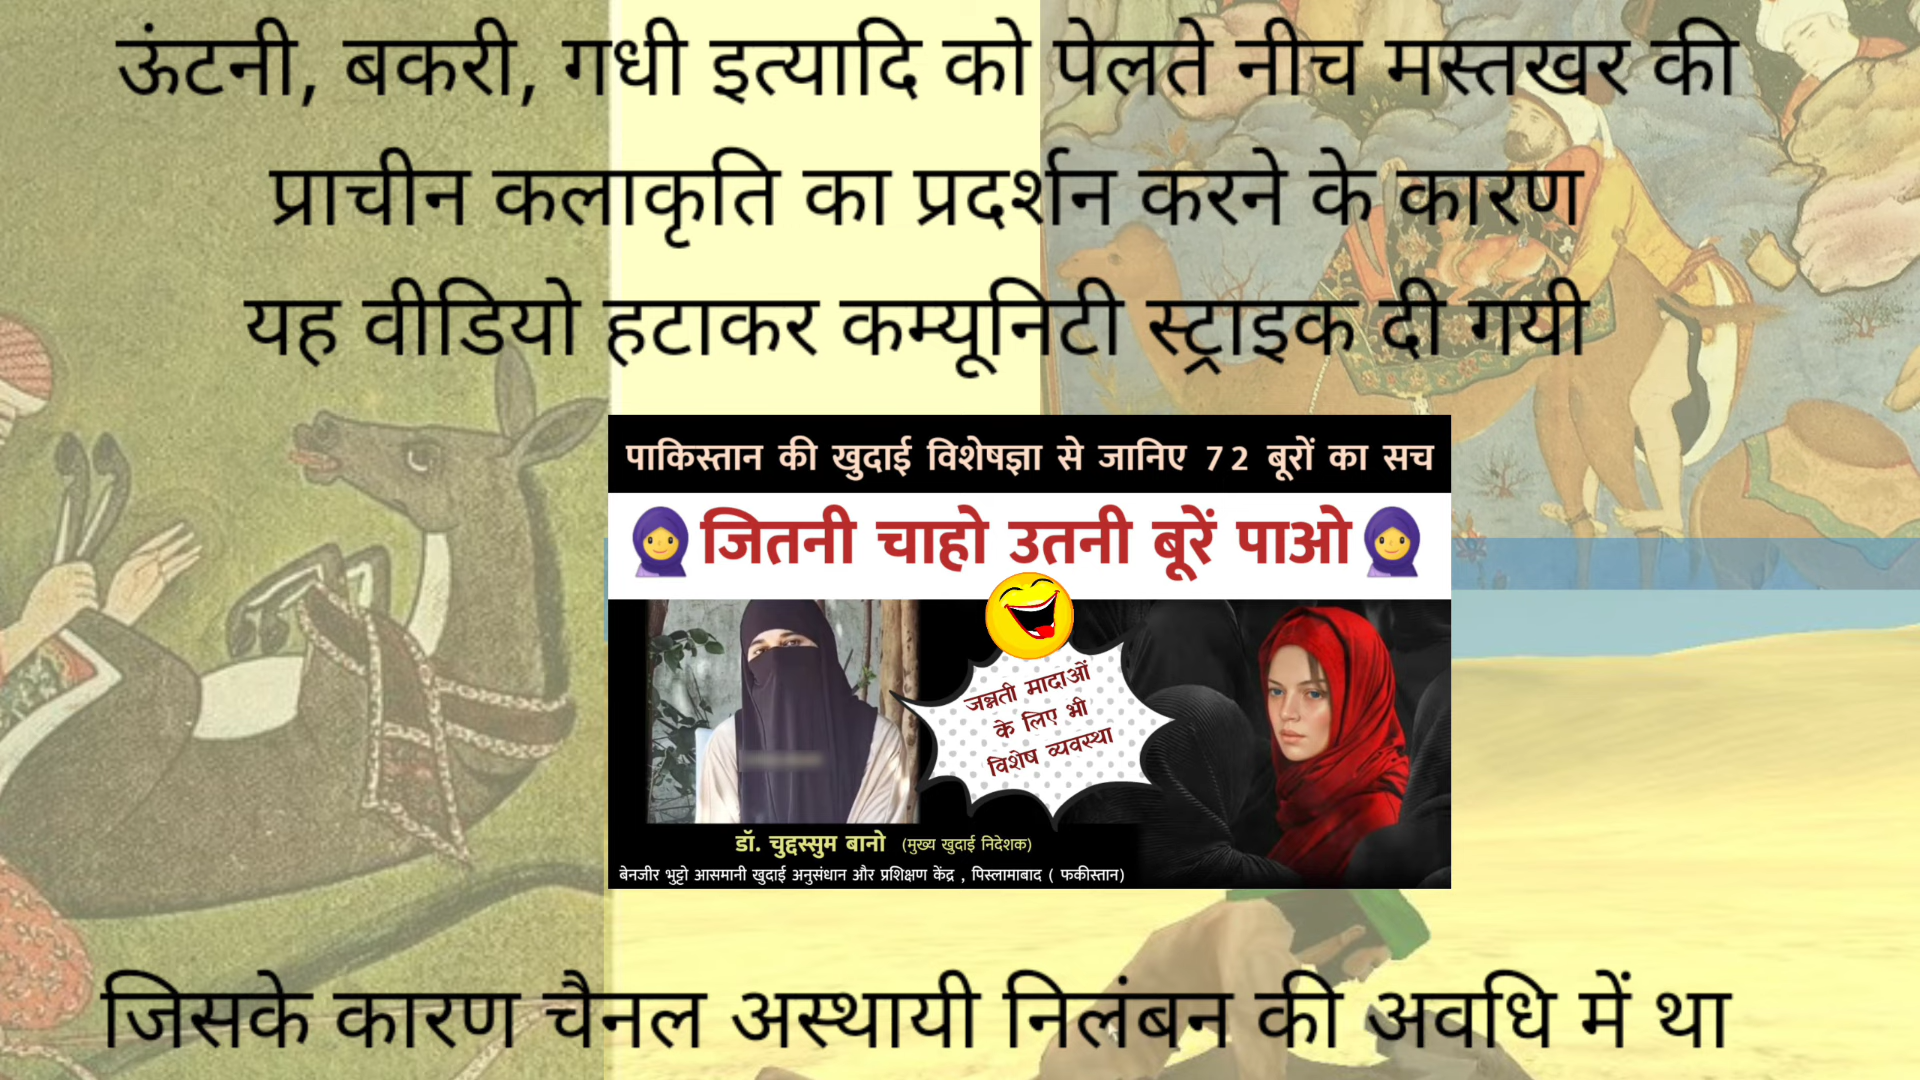 ऊंटनी, बकरी, गधी इत्यादि को पेलते नीच मस्तखर की
प्राचीन कलाकृति का प्रदर्शन करने के कारण
यह वीडियो हटाकर कम्यूनिटी स्ट्राइक दी गयी
पाकिस्तान की खुदाई विशेषज्ञा से जानिए 72 बूरों का सच
जितनी चाहो उतनी बूरें पाओ
जन्नती मादाओं
के लिए भी
विशेष व्यवस्था
डॉ. चुद्दस्सुम बानो (मुख्य खुदाई निदेशक)
बेनजीर भुट्टो आसमानी खुदाई अनुसंधान और प्रशिक्षण केंद्र , पिस्लामाबाद ( फकीस्तान)
जिसके कारण चैनल अस्थायी निलंबन की अवधि में था